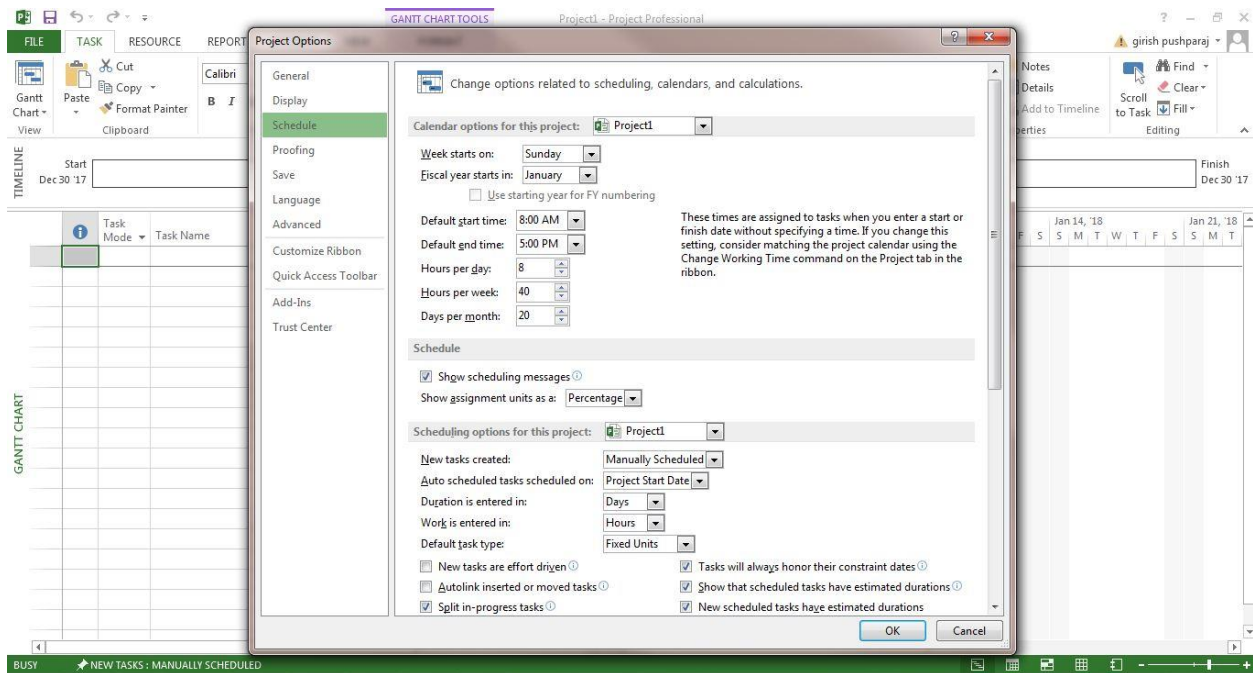 GANTT CHART TOOLS
Project1 - Project Professional
FILE TASK RESOURCE REPORT
girish pushparaj
Gantt Chart
View
Paste
Cut
Copy
Format Painter
Clipboard
Calibri
B I
Notes
Details
Add to Timeline
perties
Scroll to Task
Find
Clear
Fill
Editing
TIMELINE
Start
Dec 30 '17
Finish
Dec 30 '17
Task Mode
Task Name
Jan 14, '18 Jan 21, '18
F S S M T W T F S S M T
GANTT CHART
Project Options
General
Display
Schedule
Proofing
Save
Language
Advanced
Customize Ribbon
Quick Access Toolbar
Add-Ins
Trust Center
Change options related to scheduling, calendars, and calculations.
Calendar options for this project: Project1
Week starts on: Sunday
Fiscal year starts in: January
Use starting year for FY numbering
Default start time: 8:00 AM
Default end time: 5:00 PM
Hours per day: 8
Hours per week: 40
Days per month: 20
These times are assigned to tasks when you enter a start or
finish date without specifying a time. If you change this
setting, consider matching the project calendar using the
Change Working Time command on the Project tab in the
ribbon.
Schedule
Show scheduling messages
Show assignment units as a: Percentage
Scheduling options for this project: Project1
New tasks created: Manually Scheduled
Auto scheduled tasks scheduled on: Project Start Date
Duration is entered in: Days
Work is entered in: Hours
Default task type: Fixed Units
New tasks are effort driven
Autolink inserted or moved tasks
Split in-progress tasks
Tasks will always honor their constraint dates
Show that scheduled tasks have estimated durations
New scheduled tasks have estimated durations
OK Cancel
BUSY NEW TASKS : MANUALLY SCHEDULED